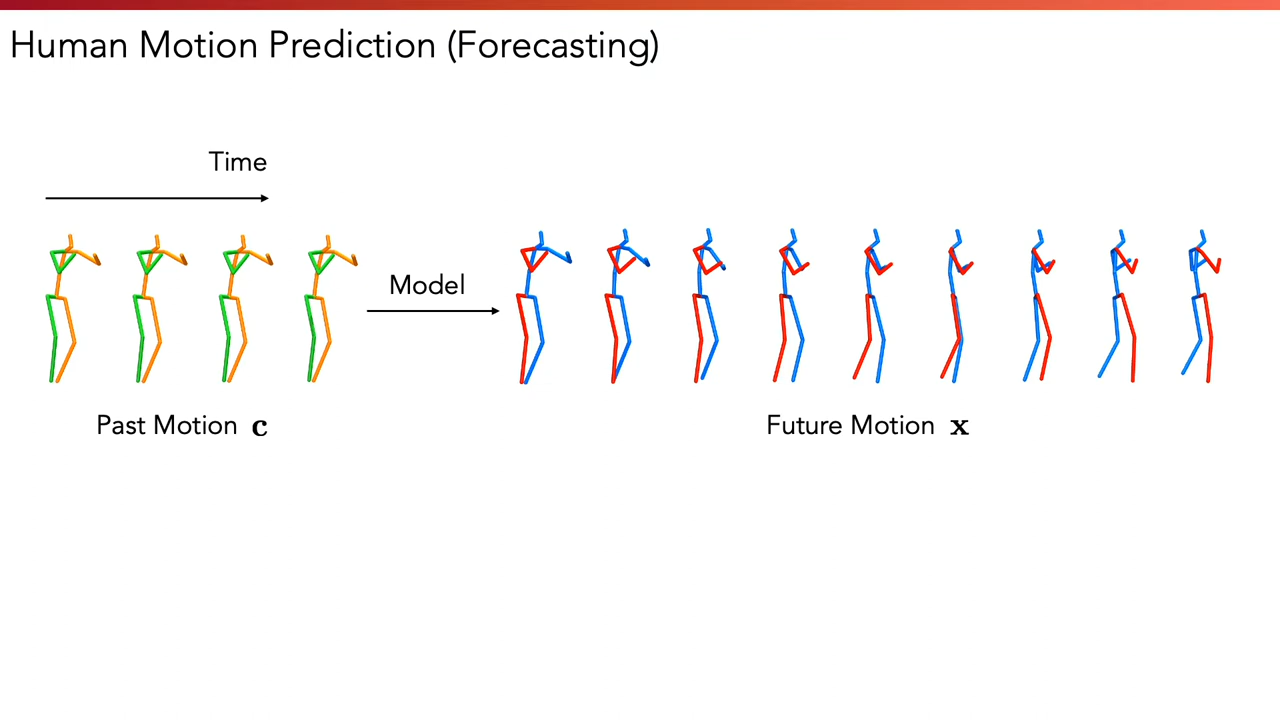 Human Motion Prediction (Forecasting)
Time
Model
Past Motion c
Future Motion x